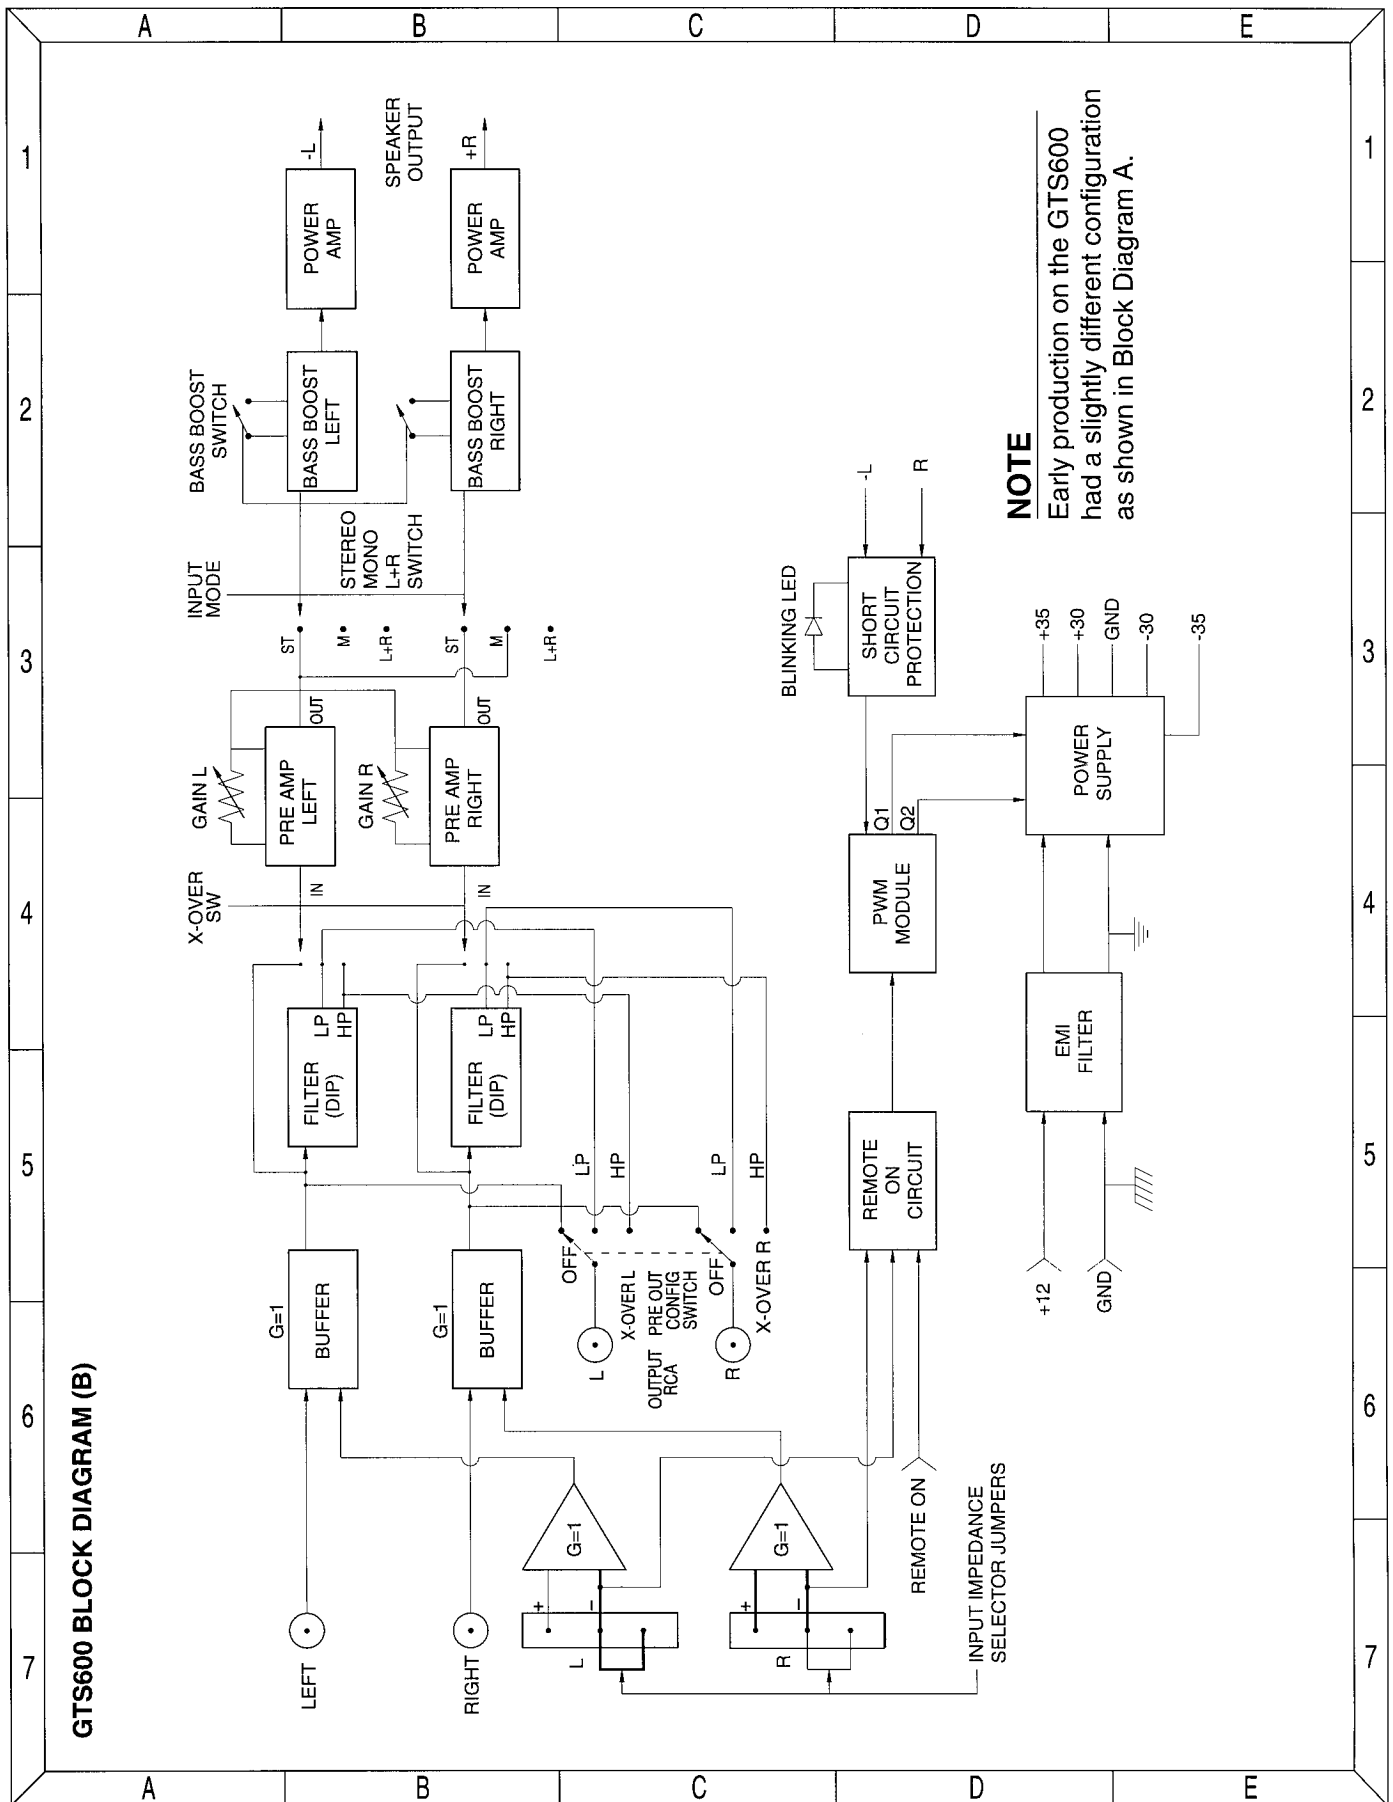 GTS600 BLOCK DIAGRAM (B)
A
B
C
D
E
A
B
C
D
E
7
6
5
4
3
2
1
7
6
5
4
3
2
1
LEFT
G=1
BUFFER
FILTER
(DIP)
LP
HP
X-OVER
SW
IN
GAIN L
PRE AMP
LEFT
OUT
INPUT
MODE
ST
M
L+R
BASS BOOST
SWITCH
BASS BOOST
LEFT
POWER
AMP
-L
RIGHT
G=1
BUFFER
FILTER
(DIP)
LP
HP
IN
GAIN R
PRE AMP
RIGHT
OUT
ST
M
L+R
STEREO
MONO
L+R
SWITCH
BASS BOOST
RIGHT
POWER
AMP
SPEAKER
OUTPUT
+R
L
+
–
G=1
L
OUTPUT
RCA
X-OVER L
PRE OUT
CONFIG
SWITCH
OFF
LP
HP
R
+
–
G=1
R
OFF
X-OVER R
LP
HP
INPUT IMPEDANCE
SELECTOR JUMPERS
REMOTE ON
REMOTE
ON
CIRCUIT
PWM
MODULE
Q1
Q2
BLINKING LED
SHORT
CIRCUIT
PROTECTION
-L
R
+12
GND
EMI
FILTER
POWER
SUPPLY
+35
+30
GND
-30
-35
NOTE
Early production on the GTS600
had a slightly different configuration
as shown in Block Diagram A.